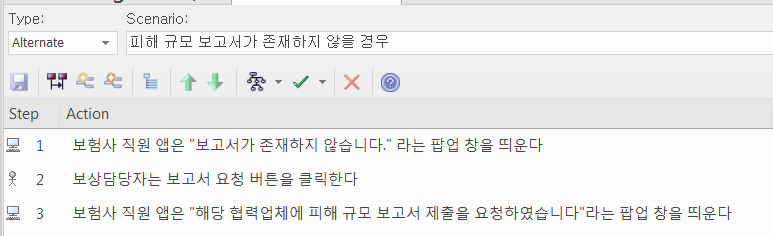 Type: Scenario:
Alternate 피해 규모 보고서가 존재하지 않을 경우
Step Action
1 보험사 직원 앱은 "보고서가 존재하지 않습니다." 라는 팝업 창을 띄운다
2 보상담당자는 보고서 요청 버튼을 클릭한다
3 보험사 직원 앱은 "해당 협력업체에 피해 규모 보고서 제출을 요청하였습니다"라는 팝업 창을 띄운다